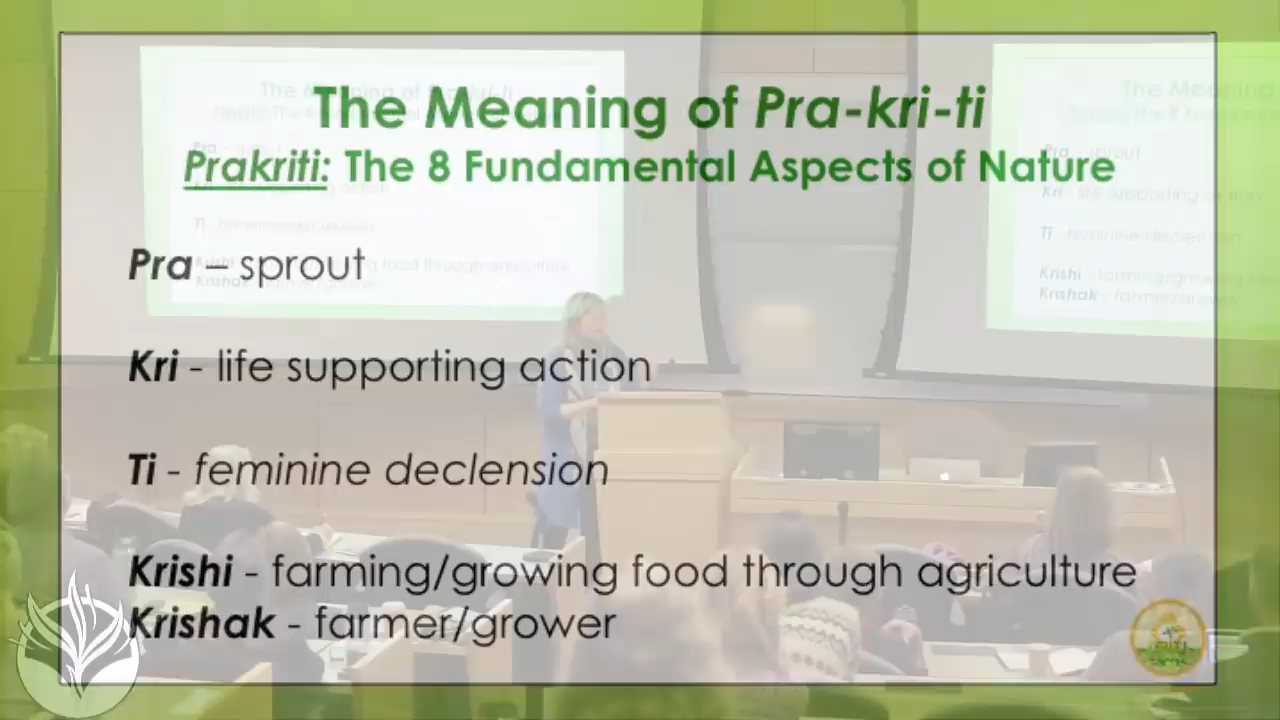 The Meaning of Pra-kri-ti
Prakriti: The 8 Fundamental Aspects of Nature
Pra – sprout
Kri - life supporting action
Ti - feminine declension
Krishi - farming/growing food through agriculture
Krishak - farmer/grower